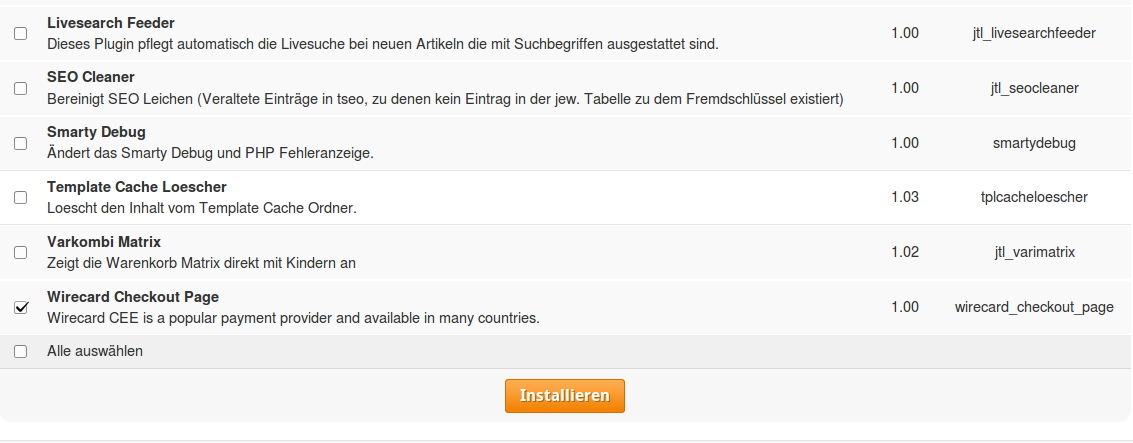 Livesearch Feeder
Dieses Plugin pflegt automatisch die Livesuche bei neuen Artikeln die mit Suchbegriffen ausgestattet sind.
1.00
jtl_livesearchfeeder
SEO Cleaner
Bereinigt SEO Leichen (Veraltete Einträge in tseo, zu denen kein Eintrag in der jew. Tabelle zu dem Fremdschlüssel existiert)
1.00
jtl_seocleaner
Smarty Debug
Ändert das Smarty Debug und PHP Fehleranzeige.
1.00
smartydebug
Template Cache Loescher
Loescht den Inhalt vom Template Cache Ordner.
1.03
tplcacheloescher
Varkombi Matrix
Zeigt die Warenkorb Matrix direkt mit Kindern an
1.02
jtl_varimatrix
Wirecard Checkout Page
Wirecard CEE is a popular payment provider and available in many countries.
1.00
wirecard_checkout_page
Alle auswählen
Installieren